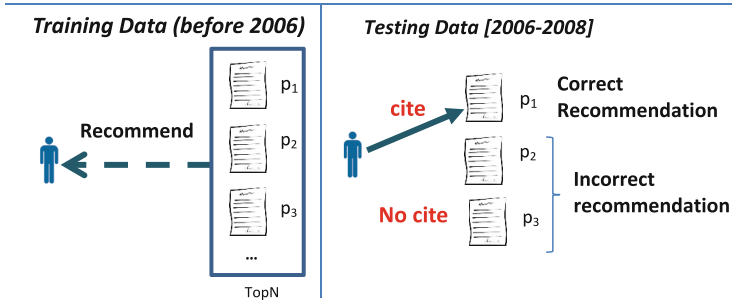 Training Data (before 2006)
p1
Recommend
p2
p3
...
TopN
Testing Data [2006-2008]
cite
p1
Correct
Recommendation
p2
Incorrect
recommendation
No cite
p3